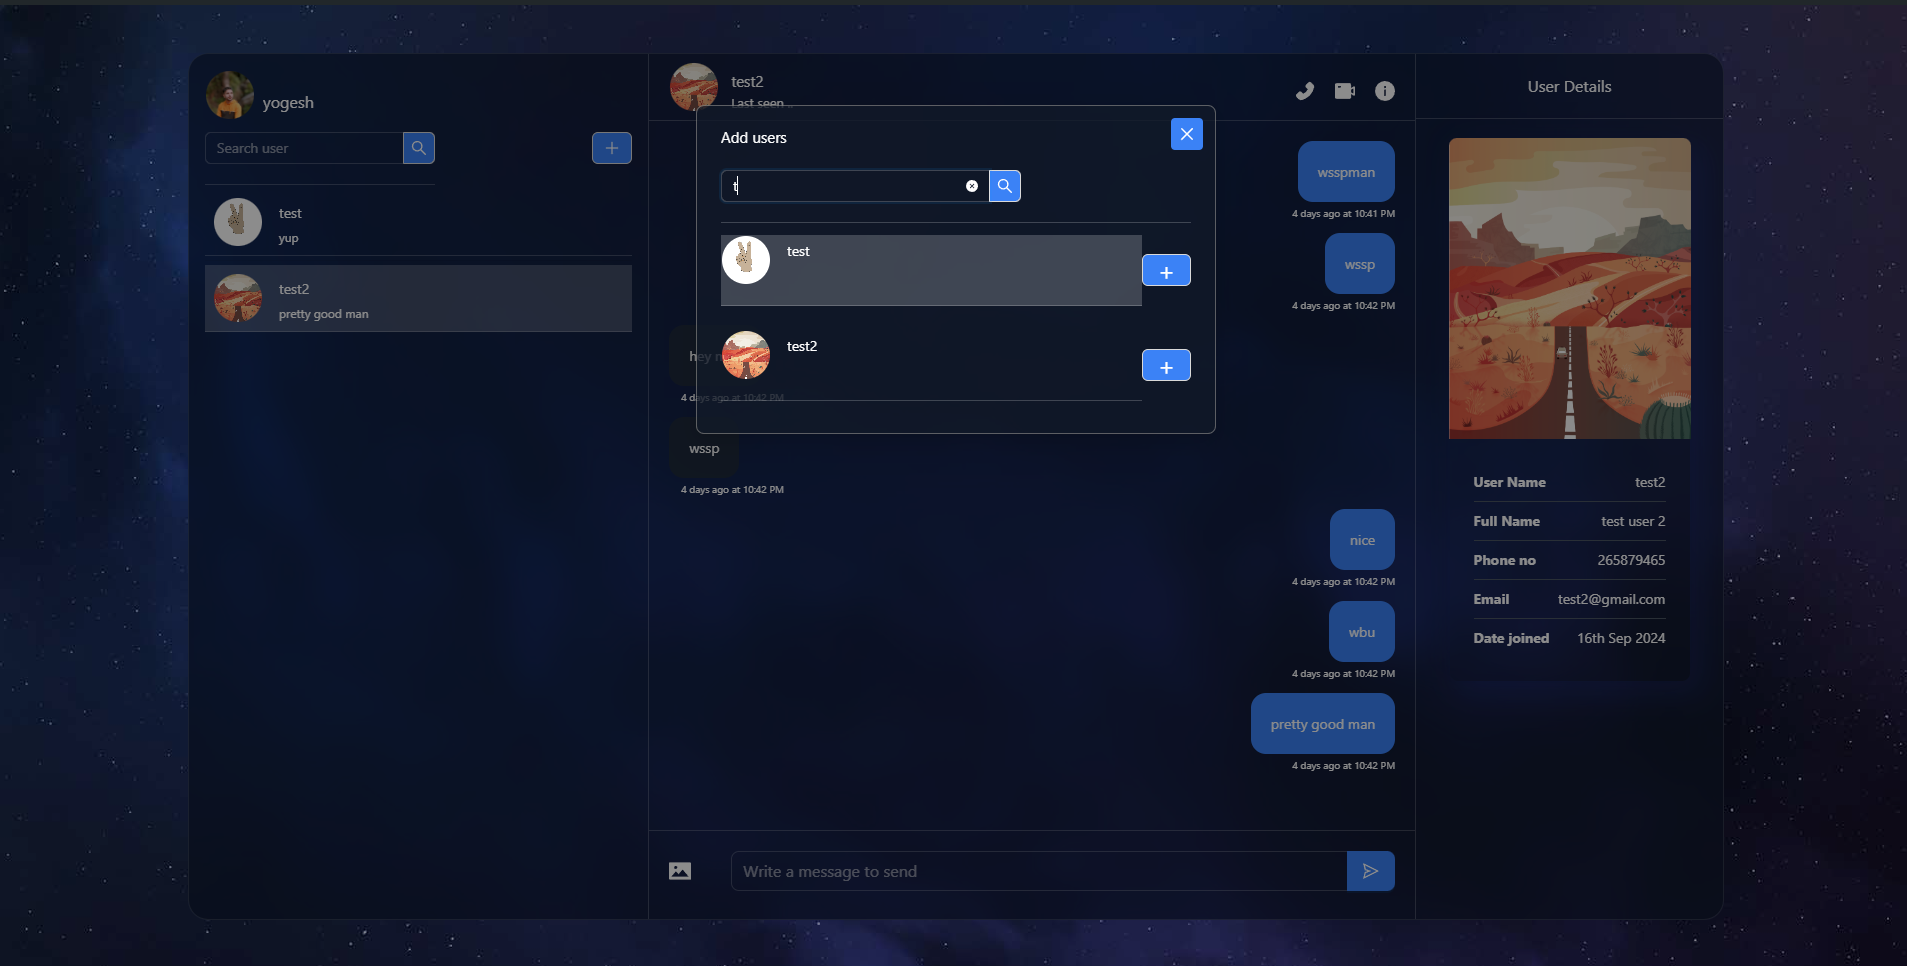 yogesh
Search user
test
yup
test2
pretty good man
test2
Last seen ..
Add users
t
test
test2
wsspman
4 days ago at 10:41 PM
wssp
4 days ago at 10:42 PM
hey
4 days ago at 10:42 PM
wssp
4 days ago at 10:42 PM
nice
4 days ago at 10:42 PM
wbu
4 days ago at 10:42 PM
pretty good man
4 days ago at 10:42 PM
Write a message to send
User Details
User Name test2
Full Name test user 2
Phone no 265879465
Email test2@gmail.com
Date joined 16th Sep 2024